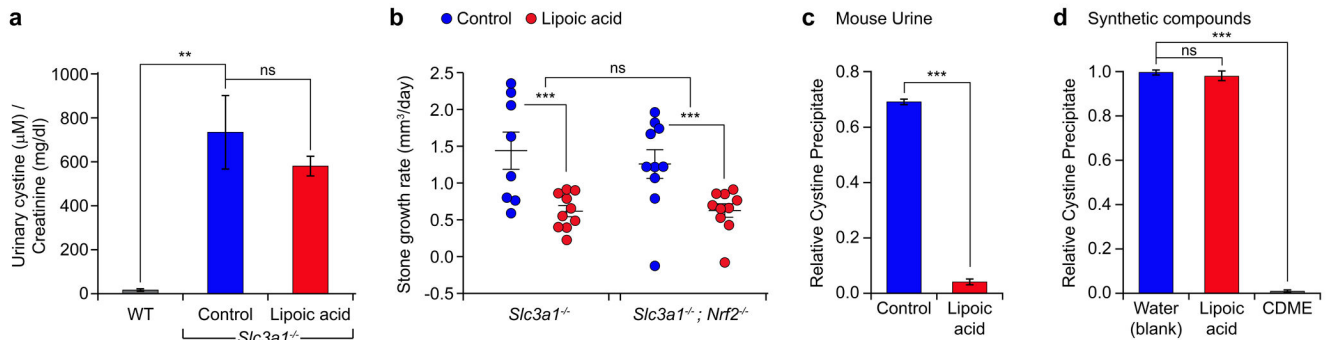 a
Urinary cystine (µM) /
Creatinine (mg/dl)
1000
800
600
400
200
0
**
ns
WT
Control
Lipoic acid
Slc3a1-/-
b
Control
Lipoic acid
Stone growth rate (mm3/day)
2.5
2.0
1.5
1.0
0.5
0.0
-0.5
ns
***
***
Slc3a1-/-
Slc3a1-/- ; Nrf2-/-
c
Mouse Urine
Relative Cystine Precipitate
0.8
0.6
0.4
0.2
0.0
***
Control
Lipoic
acid
d
Synthetic compounds
Relative Cystine Precipitate
1.0
0.8
0.6
0.4
0.2
0.0
***
ns
Water
(blank)
Lipoic
acid
CDME